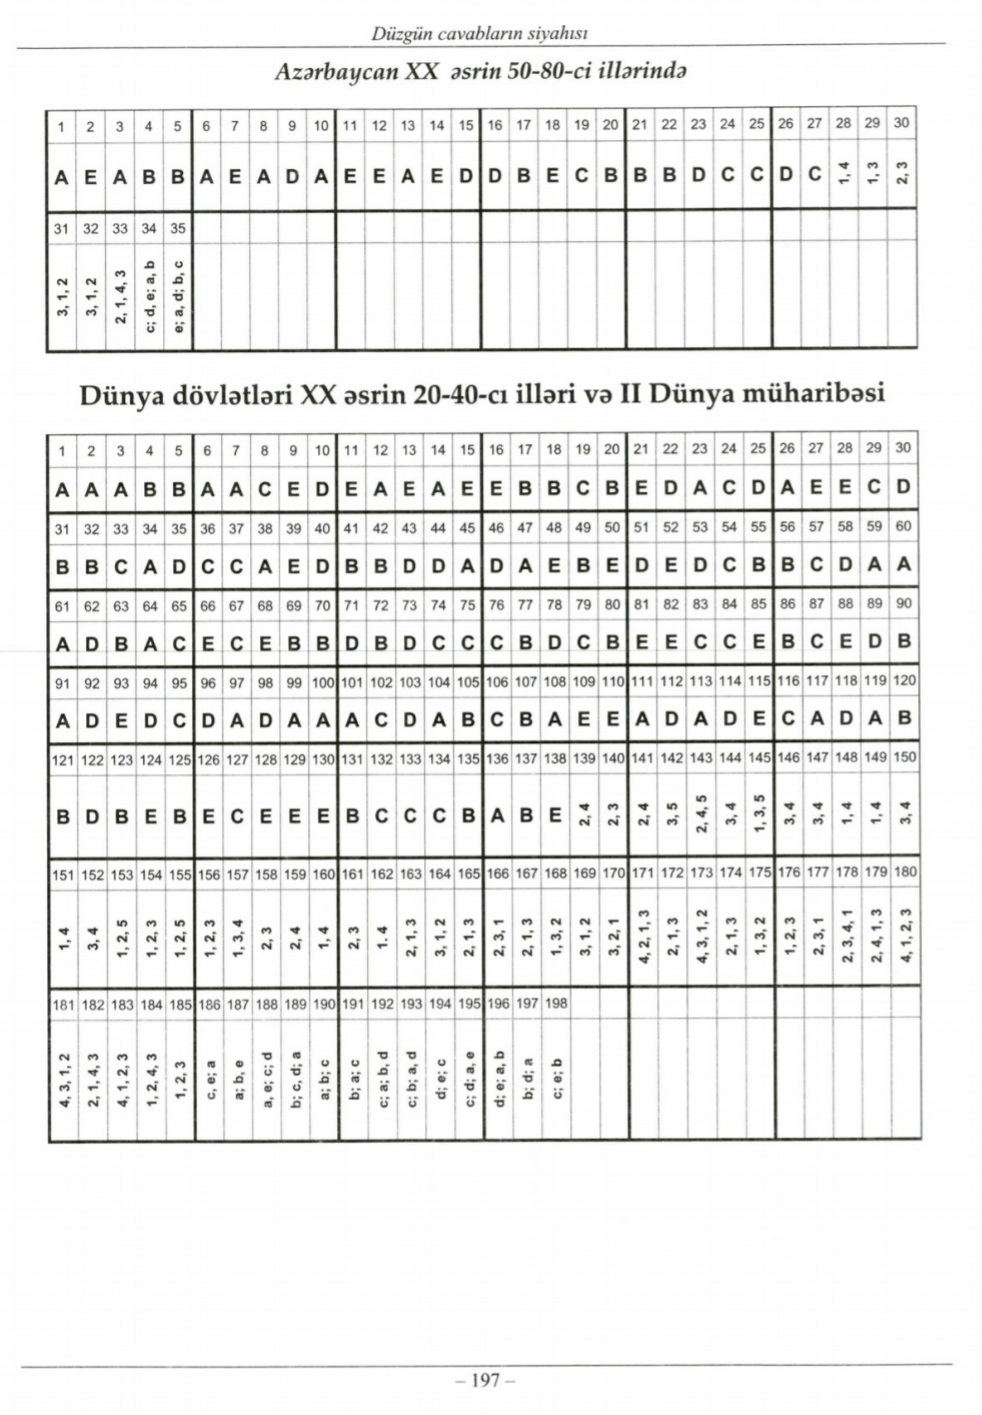 Düzgün cavabların siyahısı
Azərbaycan XX əsrin 50-80-ci illərində
1 2 3 4 5 6 7 8 9 10 11 12 13 14 15 16 17 18 19 20 21 22 23 24 25 26 27 28 29 30
A E A B B A E A D A E E A E D D B E C B B B D C C D C 1, 4 1, 3 2, 3
31 32 33 34 35
3, 1, 2 3, 1, 2 2, 1, 4, 3 c; d, e; a, b e; a, d; b, c
Dünya dövlətləri XX əsrin 20-40-cı illəri və II Dünya müharibəsi
1 2 3 4 5 6 7 8 9 10 11 12 13 14 15 16 17 18 19 20 21 22 23 24 25 26 27 28 29 30
A A A B B A A C E D E A E A E E B B C B E D A C D A E E C D
31 32 33 34 35 36 37 38 39 40 41 42 43 44 45 46 47 48 49 50 51 52 53 54 55 56 57 58 59 60
B B C A D C C A E D B B D D A D A E B E D E D C B B C D A A
61 62 63 64 65 66 67 68 69 70 71 72 73 74 75 76 77 78 79 80 81 82 83 84 85 86 87 88 89 90
A D B A C E C E B B D B D C C C B D C B E E C C E B C E D B
91 92 93 94 95 96 97 98 99 100 101 102 103 104 105 106 107 108 109 110 111 112 113 114 115 116 117 118 119 120
A D E D C D A D A A A C D A B C B A E E A D A D E C A D A B
121 122 123 124 125 126 127 128 129 130 131 132 133 134 135 136 137 138 139 140 141 142 143 144 145 146 147 148 149 150
B D B E B E C E E E B C C C B A B E 2, 4 2, 3 2, 4 3, 5 2, 4, 5 3, 4 1, 3, 5 3, 4 3, 4 1, 4 1, 4 3, 4
151 152 153 154 155 156 157 158 159 160 161 162 163 164 165 166 167 168 169 170 171 172 173 174 175 176 177 178 179 180
1, 4 3, 4 1, 2, 5 1, 2, 3 1, 2, 5 1, 2, 3 1, 3, 4 2, 3 2, 4 1, 4 2, 3 1. 4 2, 1, 3 3, 1, 2 2, 1, 3 2, 3, 1 2, 1, 3 1, 3, 2 3, 1, 2 3, 2, 1 4, 2, 1, 3 2, 1, 3 4, 3, 1, 2 2, 1, 3 1, 3, 2 1, 2, 3 2, 3, 1 2, 3, 4, 1 2, 4, 1, 3 4, 1, 2, 3
181 182 183 184 185 186 187 188 189 190 191 192 193 194 195 196 197 198
4, 3, 1, 2 2, 1, 4, 3 4, 1, 2, 3 1, 2, 4, 3 1, 2, 3 c, e; a a; b, e a, e; c; d b; c, d; a a; b; c b; a; c c; a; b, d c; b; a, d d; e; c c; d; a, e d; e; a, b b; d; a c; e; b
– 197 –